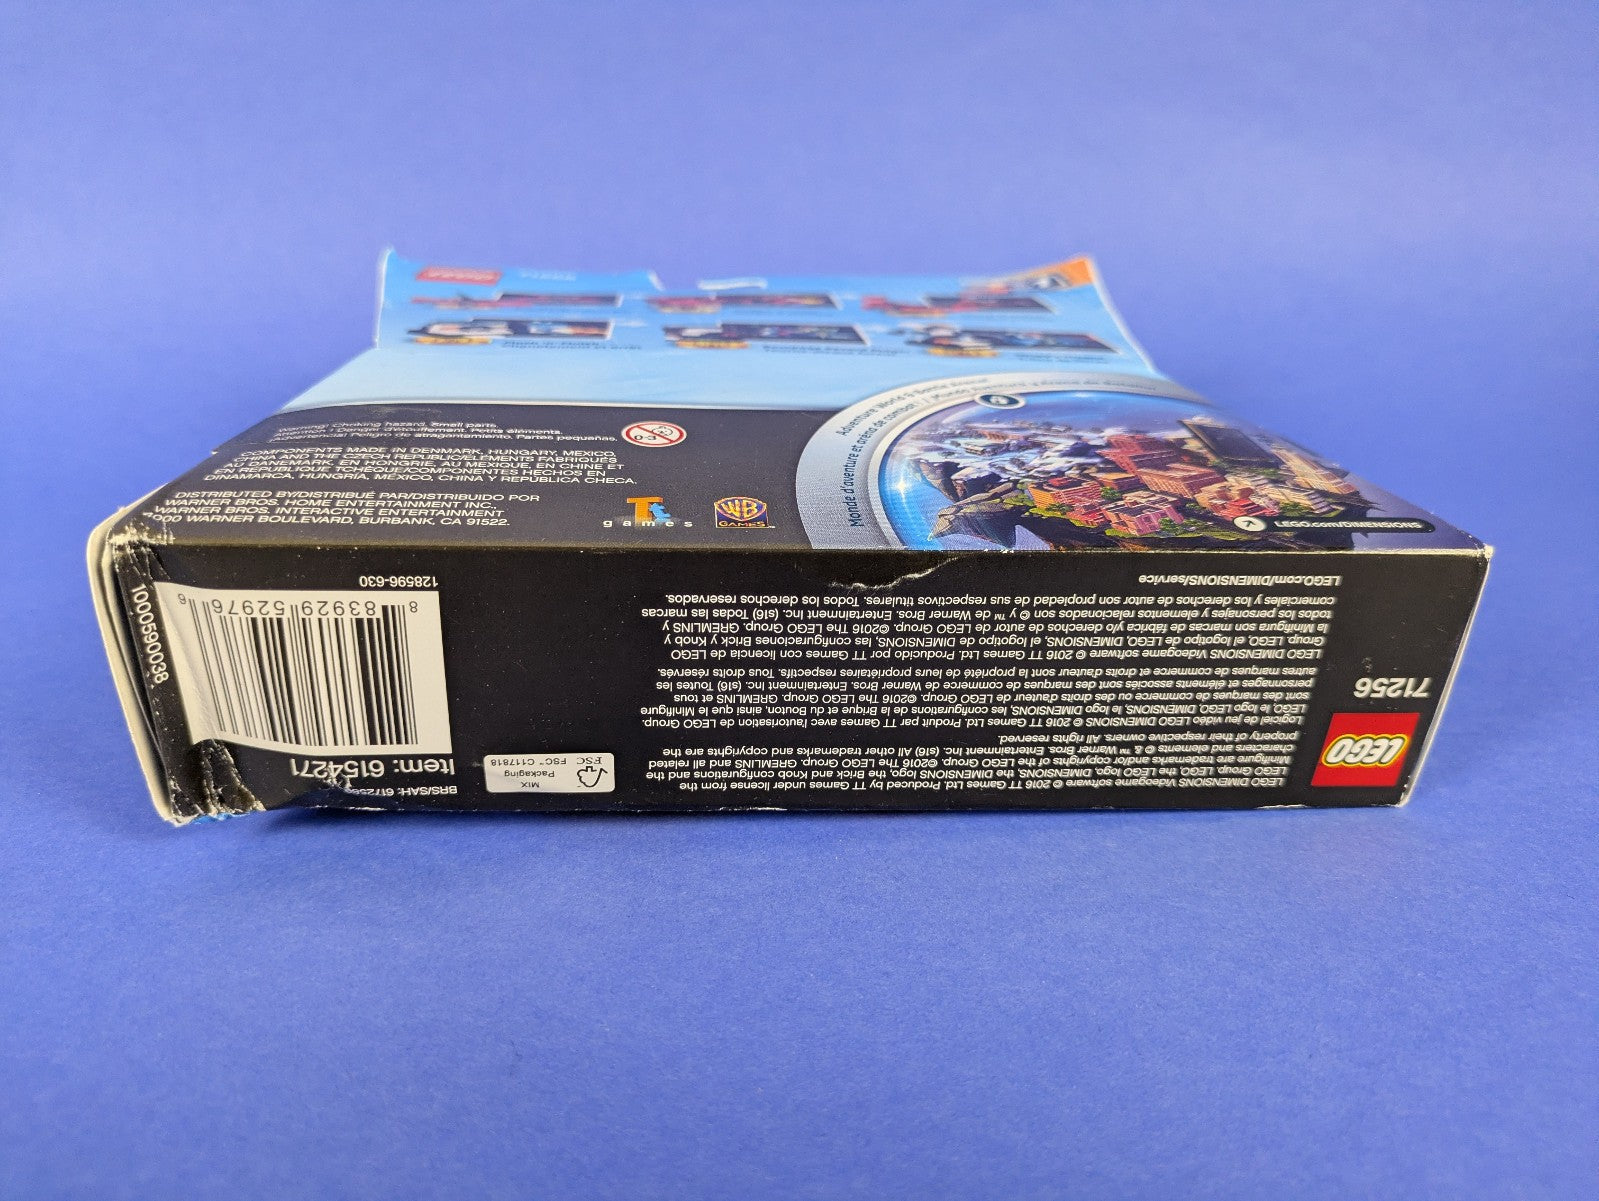 Adventure World &
Monde d'aventure et arène de combat /
LEGO.com/DIMENSIONS
Warning! Choking hazard. Small parts.
Attention ! Danger d'étouffement. Petits éléments.
¡Advertencia! Peligro de atragantamiento. Partes pequeñas.
0-3
COMPONENTS MADE IN DENMARK, HUNGARY, MEXICO,
CHINA AND THE CZECH REPUBLIC/ÉLÉMENTS FABRIQUÉS
AU DANEMARK, EN HONGRIE, AU MEXIQUE, EN CHINE ET
EN RÉPUBLIQUE TCHÈQUE/COMPONENTES HECHOS EN
DINAMARCA, HUNGRÍA, MÉXICO, CHINA Y REPÚBLICA CHECA.
DISTRIBUTED BY/DISTRIBUÉ PAR/DISTRIBUIDO POR
WARNER BROS. HOME ENTERTAINMENT INC.,
WARNER BROS. INTERACTIVE ENTERTAINMENT
4000 WARNER BOULEVARD, BURBANK, CA 91522.
TT
games
WB
GAMES
LEGO
71256
LEGO DIMENSIONS Videogame software © 2016 TT Games Ltd. Produced by TT Games under license from the
LEGO Group. LEGO, the LEGO logo, DIMENSIONS, the DIMENSIONS logo, the Brick and Knob configurations and the
Minifigure are trademarks and/or copyrights of the LEGO Group. ©2016 The LEGO Group. GREMLINS and all related
characters and elements © & ™ Warner Bros. Entertainment Inc. (s16) All other trademarks and copyrights are the
property of their respective owners. All rights reserved.
Logiciel de jeu vidéo LEGO DIMENSIONS © 2016 TT Games Ltd. Produit par TT Games avec l'autorisation de LEGO Group.
LEGO, le logo LEGO, DIMENSIONS, le logo DIMENSIONS, les configurations de la Brique et du Bouton, ainsi que le Minifigure
sont des marques de commerce ou des droits d'auteur de LEGO Group. ©2016 The LEGO Group. GREMLINS et tous
personnages et éléments associés sont des marques de commerce de Warner Bros. Entertainment Inc. (s16) Toutes les
autres marques de commerce et droits d'auteur sont la propriété de leurs propriétaires respectifs. Tous droits réservés.
LEGO DIMENSIONS Videogame software © 2016 TT Games Ltd. Producido por TT Games con licencia de LEGO
Group. LEGO, el logotipo de LEGO, DIMENSIONS, el logotipo de DIMENSIONS, las configuraciones Brick y Knob y
la Minifigura son marcas de fábrica y/o derechos de autor de LEGO Group. ©2016 The LEGO Group. GREMLINS y
todos los personajes y elementos relacionados son © y ™ de Warner Bros. Entertainment Inc. (s16) Todas las marcas
comerciales y los derechos de autor son propiedad de sus respectivos titulares. Todos los derechos reservados.
LEGO.com/DIMENSIONS/service
MIX
Packaging
FSC
FSC™ C117818
Item: 6154271
8 83929 52976 6
128596-630
1000590038